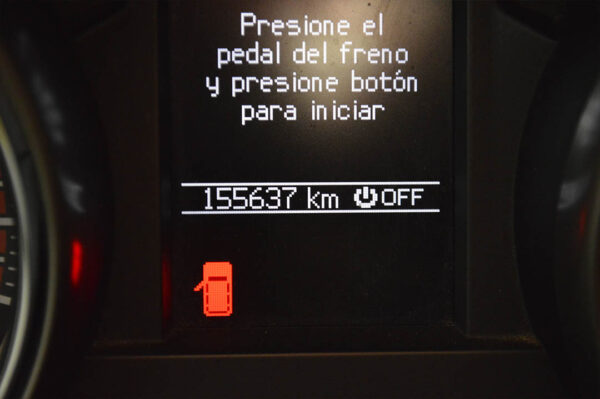 Presione el
pedal del freno
y presione botón
para iniciar
155637 km OFF